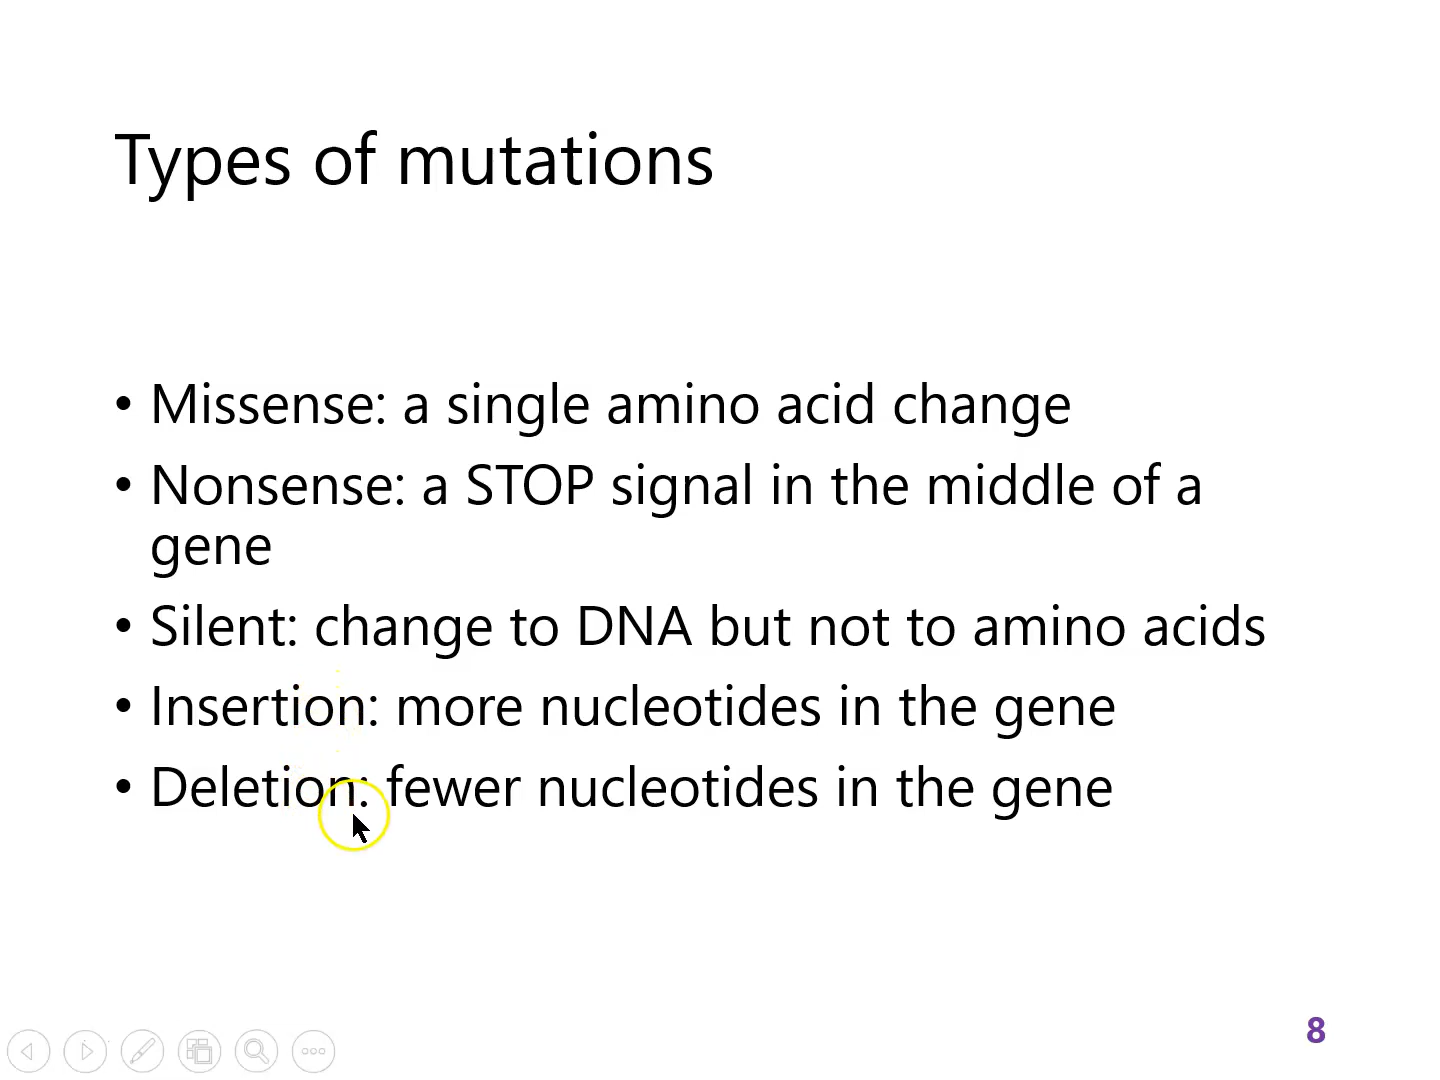 Types of mutations
• Missense: a single amino acid change
• Nonsense: a STOP signal in the middle of a
gene
• Silent: change to DNA but not to amino acids
• Insertion: more nucleotides in the gene
• Deletion: fewer nucleotides in the gene
8